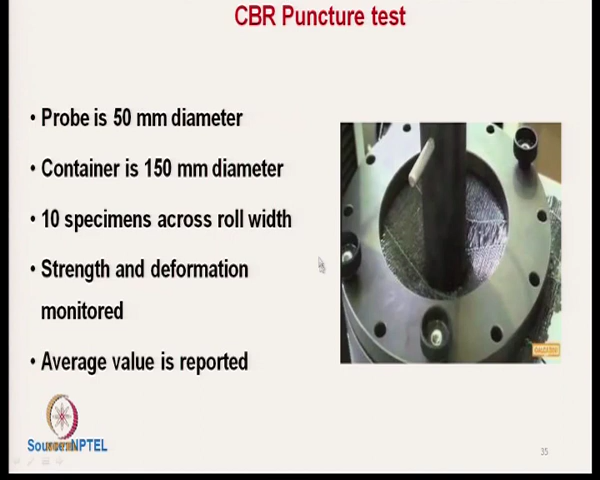 CBR Puncture test
• Probe is 50 mm diameter
• Container is 150 mm diameter
• 10 specimens across roll width
• Strength and deformation
monitored
• Average value is reported
Source: NPTEL
35